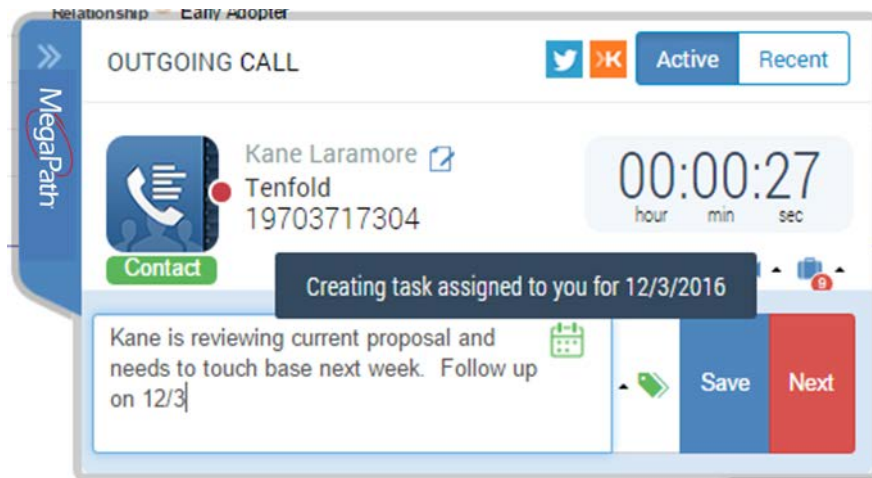 Relationship Early Adopter
OUTGOING CALL
Active
Recent
MegaPath
Kane Laramore
Tenfold
19703717304
00:00:27
hour min sec
Contact
Creating task assigned to you for 12/3/2016
9
Kane is reviewing current proposal and
needs to touch base next week. Follow up
on 12/3
Save
Next